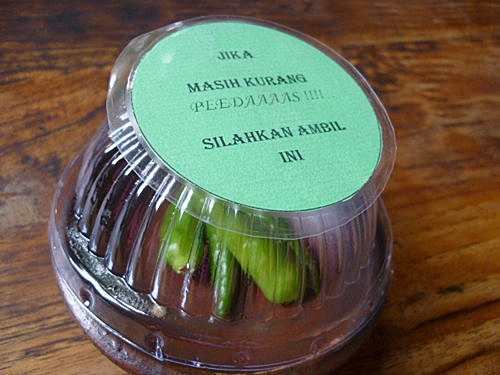 JIKA
MASIH KURANG
PEEDAAAAS !!!!
SILAHKAN AMBIL
INI